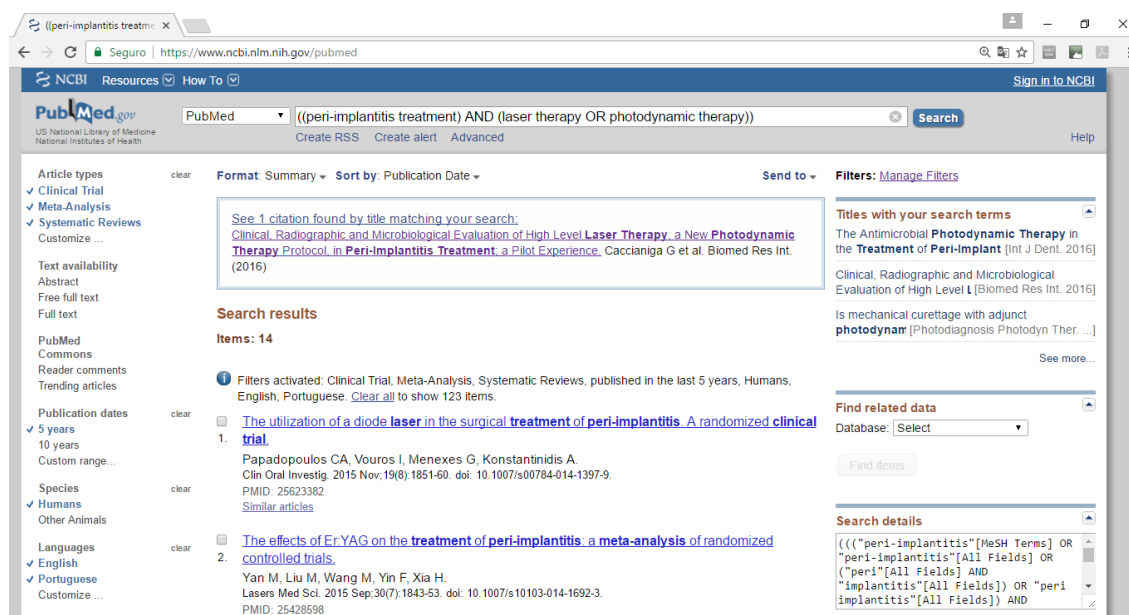 ((peri-implantitis treatme
Seguro | https://www.ncbi.nlm.nih.gov/pubmed
NCBI Resources How To Sign in to NCBI
PubMed.gov
US National Library of Medicine
National Institutes of Health
PubMed ((peri-implantitis treatment) AND (laser therapy OR photodynamic therapy)) Search
Create RSS Create alert Advanced Help
Article types clear
Clinical Trial
Meta-Analysis
Systematic Reviews
Customize ...
Text availability
Abstract
Free full text
Full text
PubMed
Commons
Reader comments
Trending articles
Publication dates clear
5 years
10 years
Custom range...
Species clear
Humans
Other Animals
Languages clear
English
Portuguese
Customize ...
Format: Summary Sort by: Publication Date Send to
See 1 citation found by title matching your search:
Clinical, Radiographic and Microbiological Evaluation of High Level Laser Therapy, a New Photodynamic
Therapy Protocol, in Peri-Implantitis Treatment; a Pilot Experience. Caccianiga G et al. Biomed Res Int.
(2016)
Search results
Items: 14
Filters activated: Clinical Trial, Meta-Analysis, Systematic Reviews, published in the last 5 years, Humans,
English, Portuguese. Clear all to show 123 items.
The utilization of a diode laser in the surgical treatment of peri-implantitis. A randomized clinical
1. trial.
Papadopoulos CA, Vouros I, Menexes G, Konstantinidis A.
Clin Oral Investig. 2015 Nov;19(8):1851-60. doi: 10.1007/s00784-014-1397-9.
PMID: 25623382
Similar articles
The effects of Er:YAG on the treatment of peri-implantitis: a meta-analysis of randomized
2. controlled trials.
Yan M, Liu M, Wang M, Yin F, Xia H.
Lasers Med Sci. 2015 Sep;30(7):1843-53. doi: 10.1007/s10103-014-1692-3.
PMID: 25428598
Filters: Manage Filters
Titles with your search terms
The Antimicrobial Photodynamic Therapy in
the Treatment of Peri-Implant [Int J Dent. 2016]
Clinical, Radiographic and Microbiological
Evaluation of High Level L [Biomed Res Int. 2016]
Is mechanical curettage with adjunct
photodynam [Photodiagnosis Photodyn Ther. ...]
See more...
Find related data
Database: Select
Find items
Search details
((("peri-implantitis"[MeSH Terms] OR
"peri-implantitis"[All Fields] OR
("peri"[All Fields] AND
"implantitis"[All Fields]) OR "peri
implantitis"[All Fields]) AND